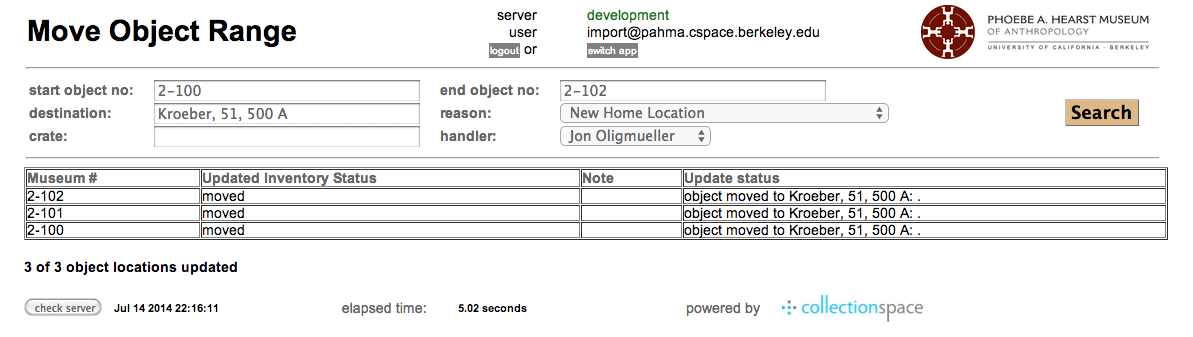 Move Object Range
server development
user import@pahma.cspace.berkeley.edu
logout or switch app
PHOEBE A. HEARST MUSEUM
OF ANTHROPOLOGY
UNIVERSITY OF CALIFORNIA · BERKELEY
start object no: 2-100 end object no: 2-102
destination: Kroeber, 51, 500 A reason: New Home Location
crate: handler: Jon Oligmueller
Search
Museum # Updated Inventory Status Note Update status
2-102 moved object moved to Kroeber, 51, 500 A: .
2-101 moved object moved to Kroeber, 51, 500 A: .
2-100 moved object moved to Kroeber, 51, 500 A: .
3 of 3 object locations updated
check server Jul 14 2014 22:16:11 elapsed time: 5.02 seconds powered by collectionspace